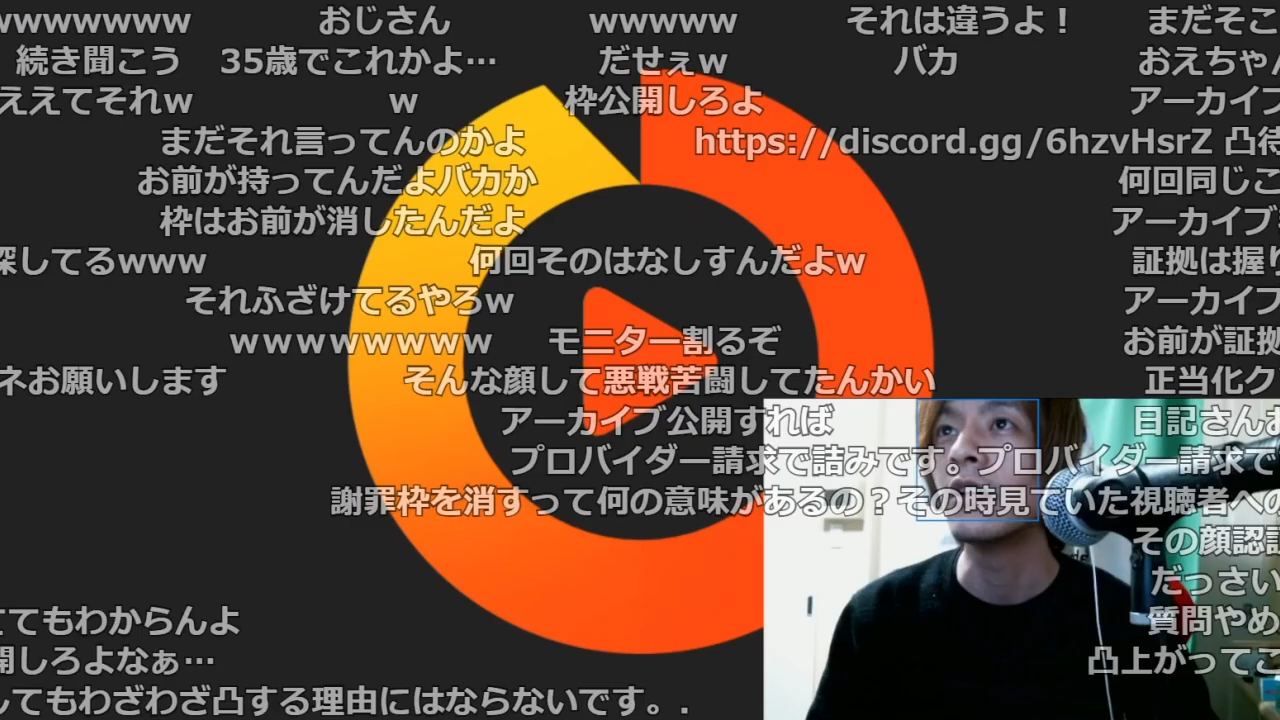 wwwwwwww おじさん wwwww それは違うよ！ まだそこ
続き聞こう 35歳でこれかよ… だせぇw バカ おえちゃん
ええてそれw w 枠公開しろよ アーカイブ
まだそれ言ってんのかよ https://discord.gg/6hzvHsrZ 凸待
お前が持ってんだよバカか 何回同じこ
枠はお前が消したんだよ アーカイブ
探してるwww 何回そのはなしすんだよw 証拠は握り
それふざけてるやろw アーカイブ
ｗｗｗｗｗｗｗｗ モニター割るぞ お前が証拠
ネお願いします そんな顔して悪戦苦闘してたんかい 正当化ク
アーカイブ公開すれば 日記さんお
プロバイダー請求で詰みです。プロバイダー請求で
謝罪枠を消すって何の意味があるの？その時見ていた視聴者への
その顔認証
だっさい
てもわからんよ 質問やめ
開しろよなぁ… 凸上がってこ
してもわざわざ凸する理由にはならないです。.